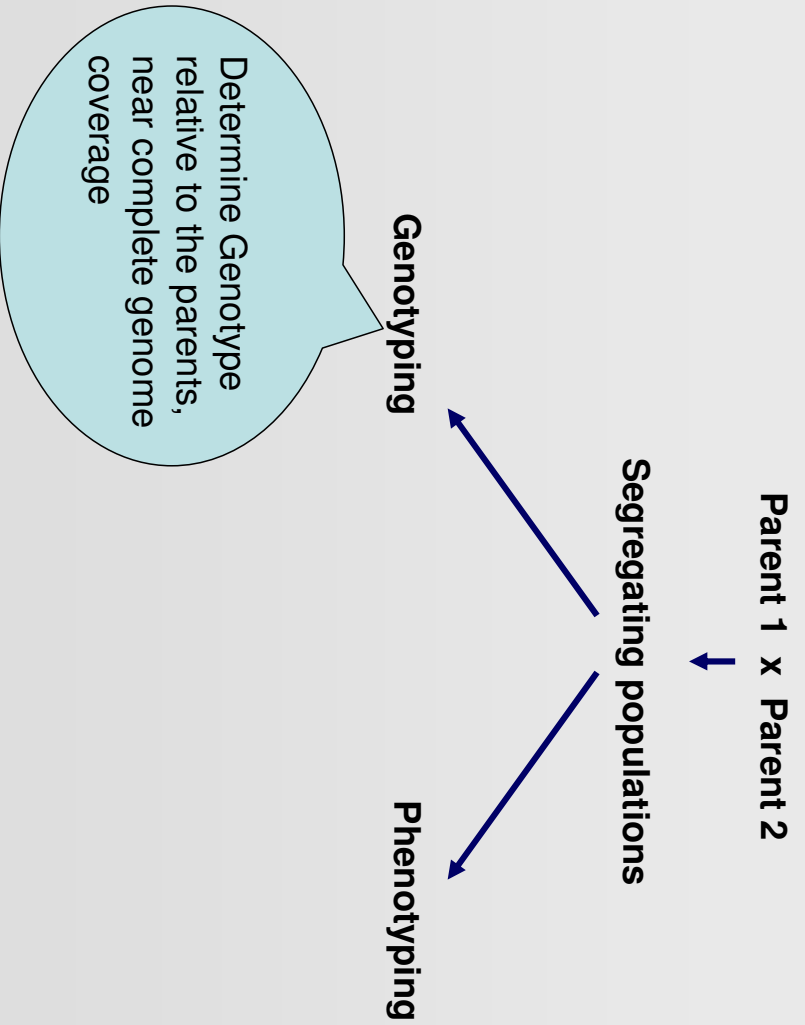 Parent 1 x Parent 2
Segregating populations
Genotyping
Phenotyping
Determine Genotype
relative to the parents,
near complete genome
coverage